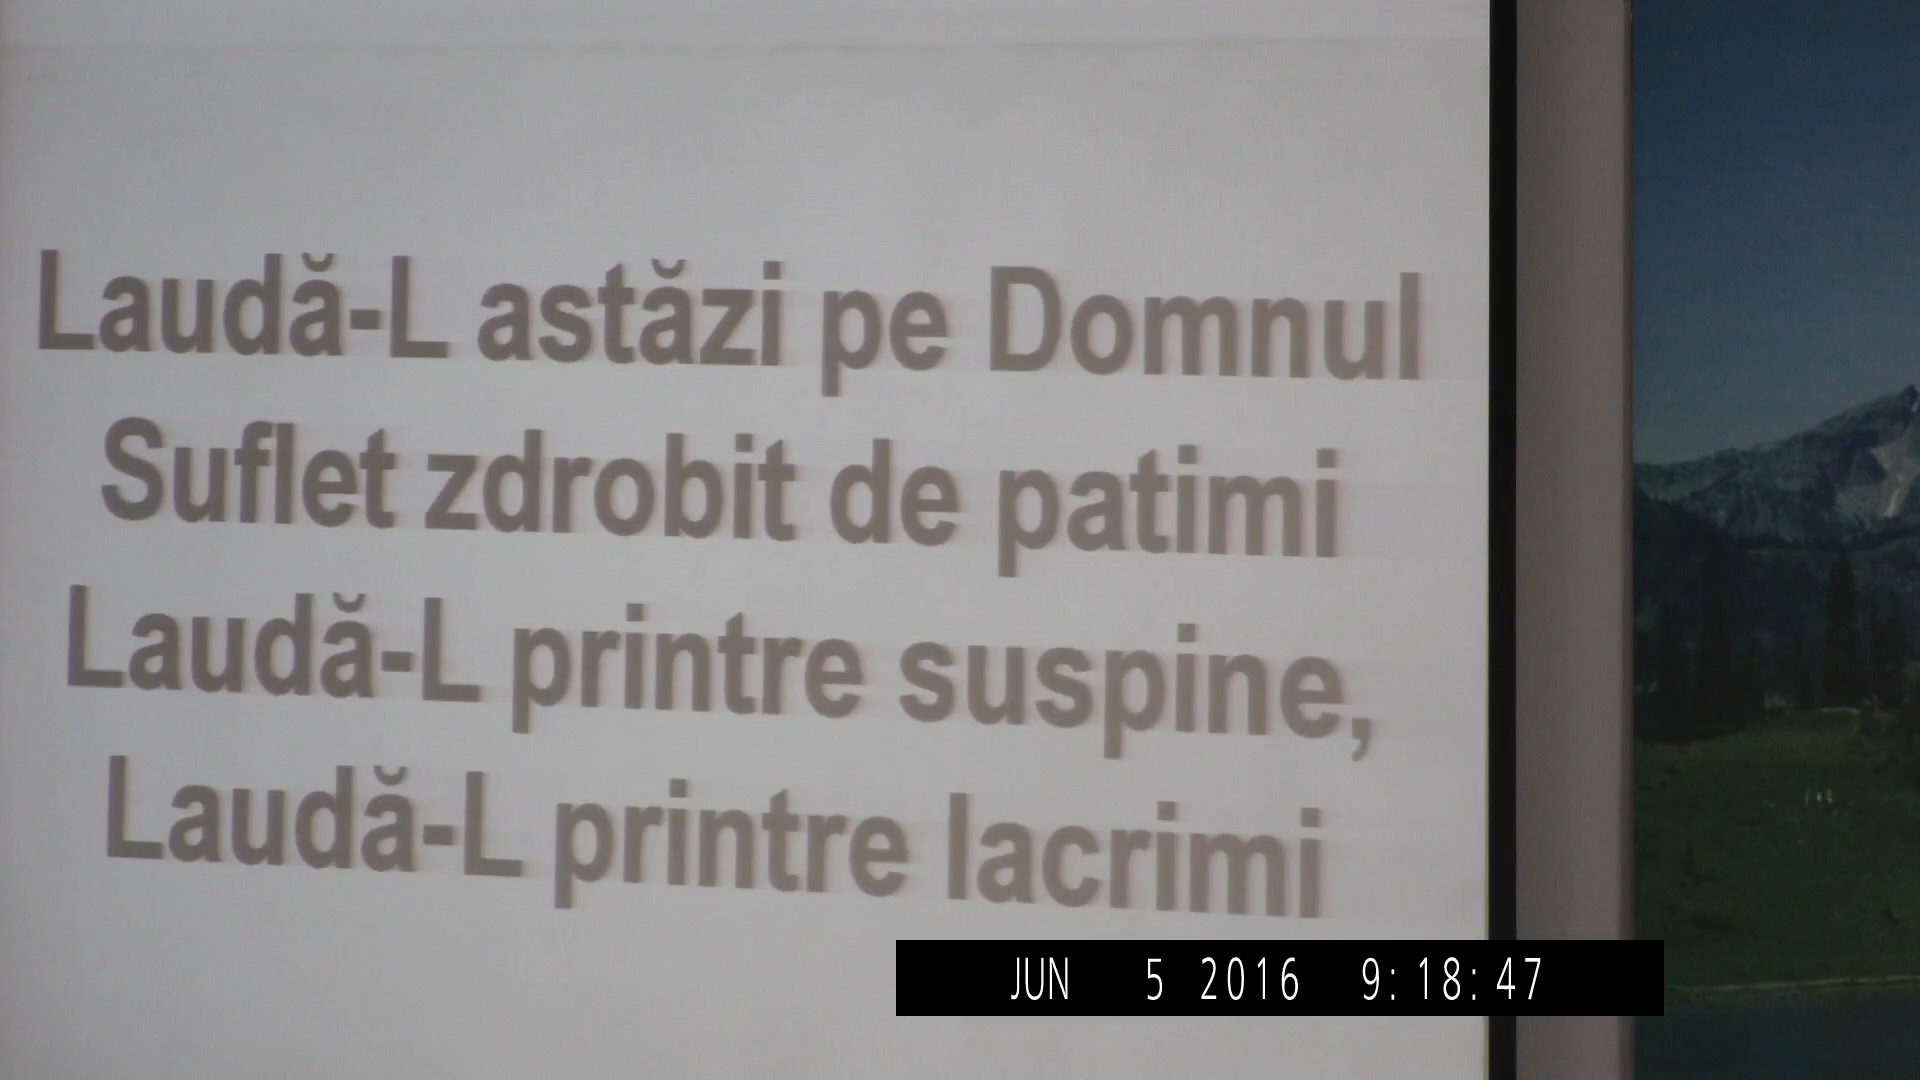 Laudă-L astăzi pe Domnul
Suflet zdrobit de patimi
Laudă-L printre suspine,
Laudă-L printre lacrimi
JUN 5 2016 9:18:47